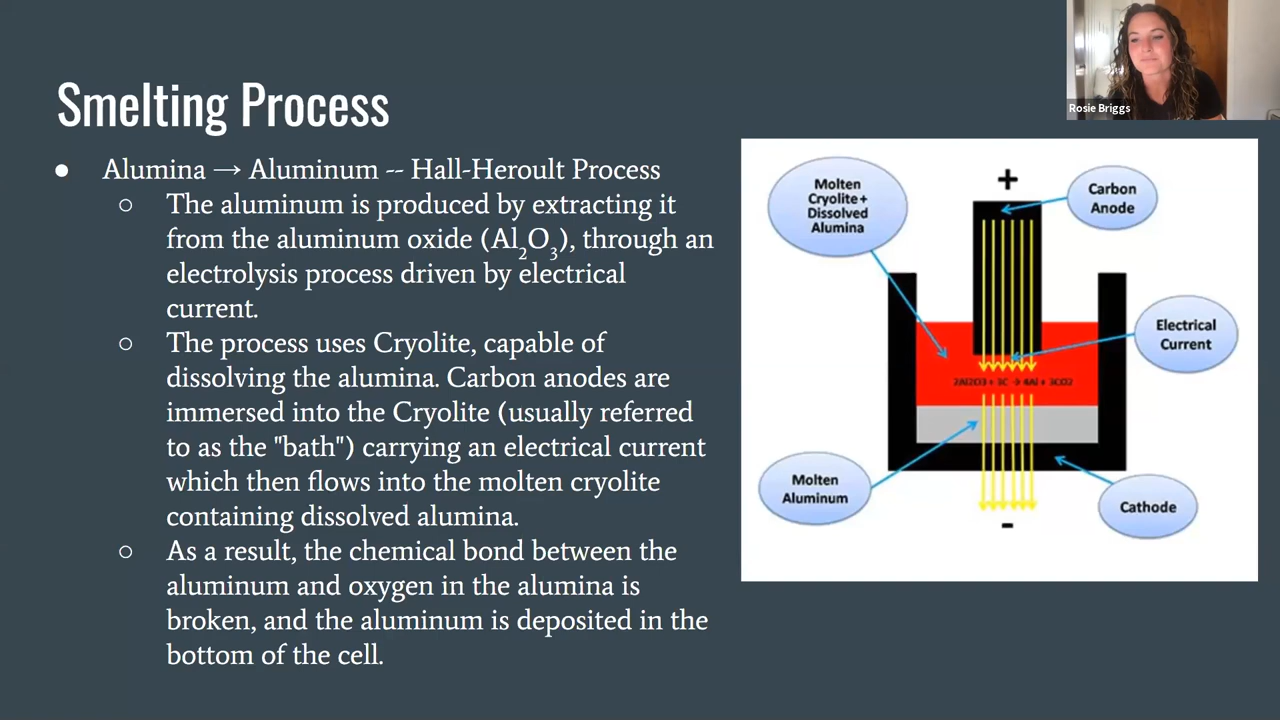 Rosie Briggs
Smelting Process
● Alumina → Aluminum -- Hall-Heroult Process
○ The aluminum is produced by extracting it
from the aluminum oxide (Al₂O₃), through an
electrolysis process driven by electrical
current.
○ The process uses Cryolite, capable of
dissolving the alumina. Carbon anodes are
immersed into the Cryolite (usually referred
to as the "bath") carrying an electrical current
which then flows into the molten cryolite
containing dissolved alumina.
○ As a result, the chemical bond between the
aluminum and oxygen in the alumina is
broken, and the aluminum is deposited in the
bottom of the cell.
Molten
Cryolite+
Dissolved
Alumina
+
Carbon
Anode
Electrical
Current
2Al2O3 + 3C → 4Al + 3CO2
Molten
Aluminum
Cathode
-